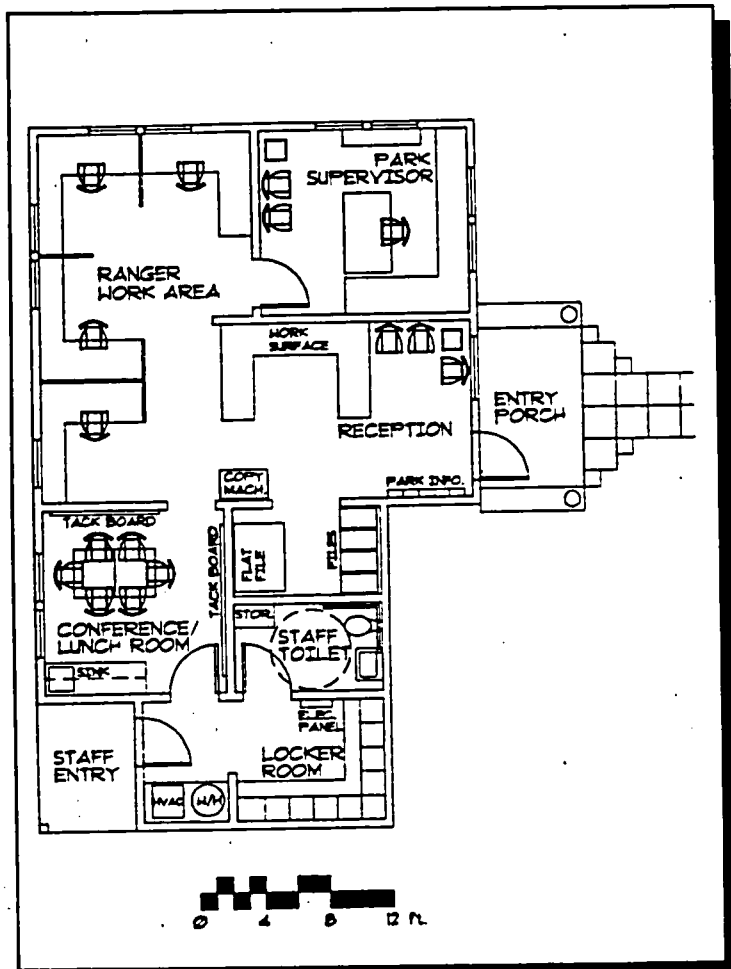 PARK
SUPERVISOR
RANGER
WORK AREA
WORK
SURFACE
ENTRY
PORCH
RECEPTION
COPY
MACH.
PARK INFO.
TACK BOARD
TACK BOARD
FLAT
FILE
FILES
STOR.
STAFF
TOILET
CONFERENCE/
LUNCH ROOM
SINK
ELEC.
PANEL
STAFF
ENTRY
LOCKER
ROOM
HVAC
W/H
0 4 8 12 Ft.